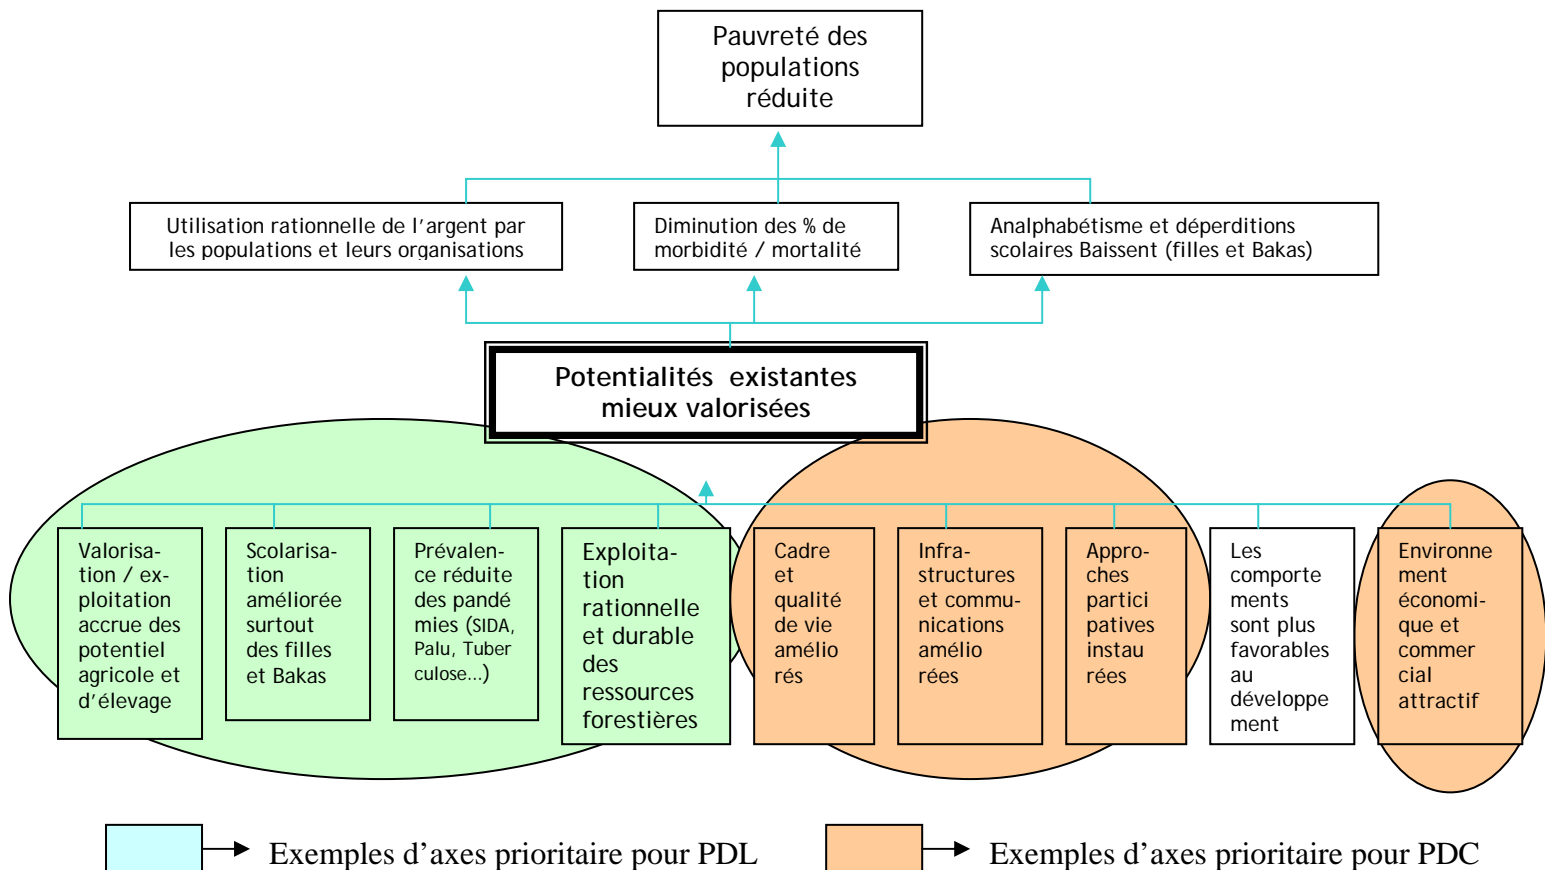 Pauvreté des
populations
réduite
Utilisation rationnelle de l'argent par
les populations et leurs organisations
Diminution des % de
morbidité / mortalité
Analphabétisme et déperditions
scolaires Baissent (filles et Bakas)
Potentialités existantes
mieux valorisées
Valorisa-
tion / ex-
ploitation
accrue des
potentiel
agricole et
d'élevage
Scolarisa-
tion
améliorée
surtout
des filles
et Bakas
Prévalen-
ce réduite
des pandé
mies (SIDA,
Palu, Tuber
culose...)
Exploita-
tion
rationnelle
et durable
des
ressources
forestières
Cadre
et
qualité
de vie
amélio
rés
Infra-
structures
et commu-
nications
amélio
rées
Appro-
ches
partici
patives
instau
rées
Les
comporte
ments
sont plus
favorables
au
développe
ment
Environne
ment
économi-
que et
commer
cial
attractif
Exemples d'axes prioritaire pour PDL
Exemples d'axes prioritaire pour PDC